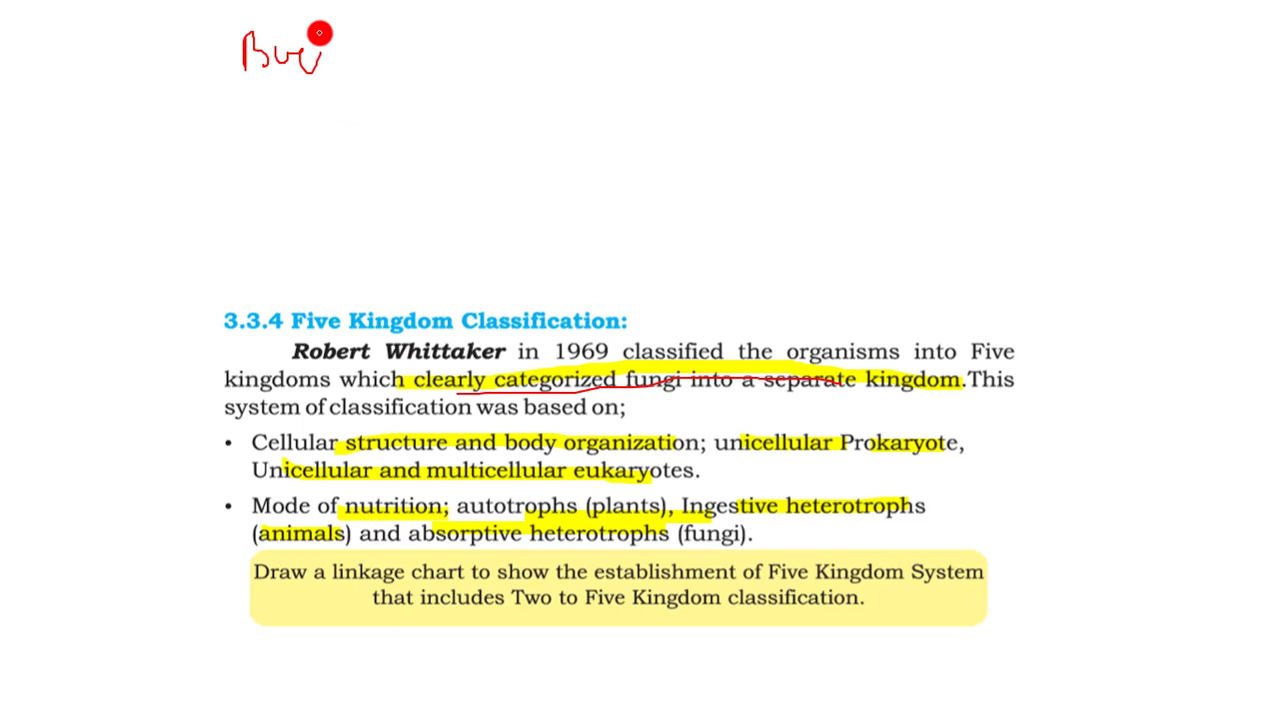 3.3.4 Five Kingdom Classification:
Robert Whittaker in 1969 classified the organisms into Five
kingdoms which clearly categorized fungi into a separate kingdom.This
system of classification was based on;
• Cellular structure and body organization; unicellular Prokaryote,
Unicellular and multicellular eukaryotes.
• Mode of nutrition; autotrophs (plants), Ingestive heterotrophs
(animals) and absorptive heterotrophs (fungi).
Draw a linkage chart to show the establishment of Five Kingdom System
that includes Two to Five Kingdom classification.